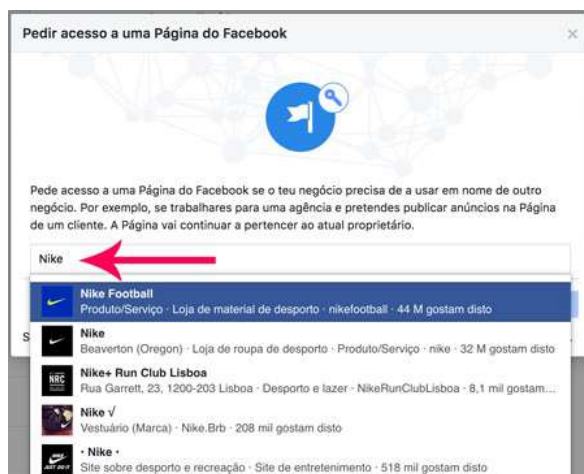 Pedir acesso a uma Página do Facebook
Pede acesso a uma Página do Facebook se o teu negócio precisa de a usar em nome de outro
negócio. Por exemplo, se trabalhares para uma agência e pretendes publicar anúncios na Página
de um cliente. A Página vai continuar a pertencer ao atual proprietário.
Nike
Nike Football
Produto/Serviço · Loja de material de desporto · nikefootball · 44 M gostam disto
Nike
Beaverton (Oregon) · Loja de roupa de desporto · Produto/Serviço · nike · 32 M gostam disto
NRC
Nike+ Run Club Lisboa
Rua Garrett, 23, 1200-203 Lisboa · Desporto e lazer · NikeRunClubLisboa · 8,1 mil gostam...
Nike √
Vestuário (Marca) · Nike.Brb · 208 mil gostam disto
JUST DO IT
· Nike ·
Site sobre desporto e recreação · Site de entretenimento · 518 mil gostam disto